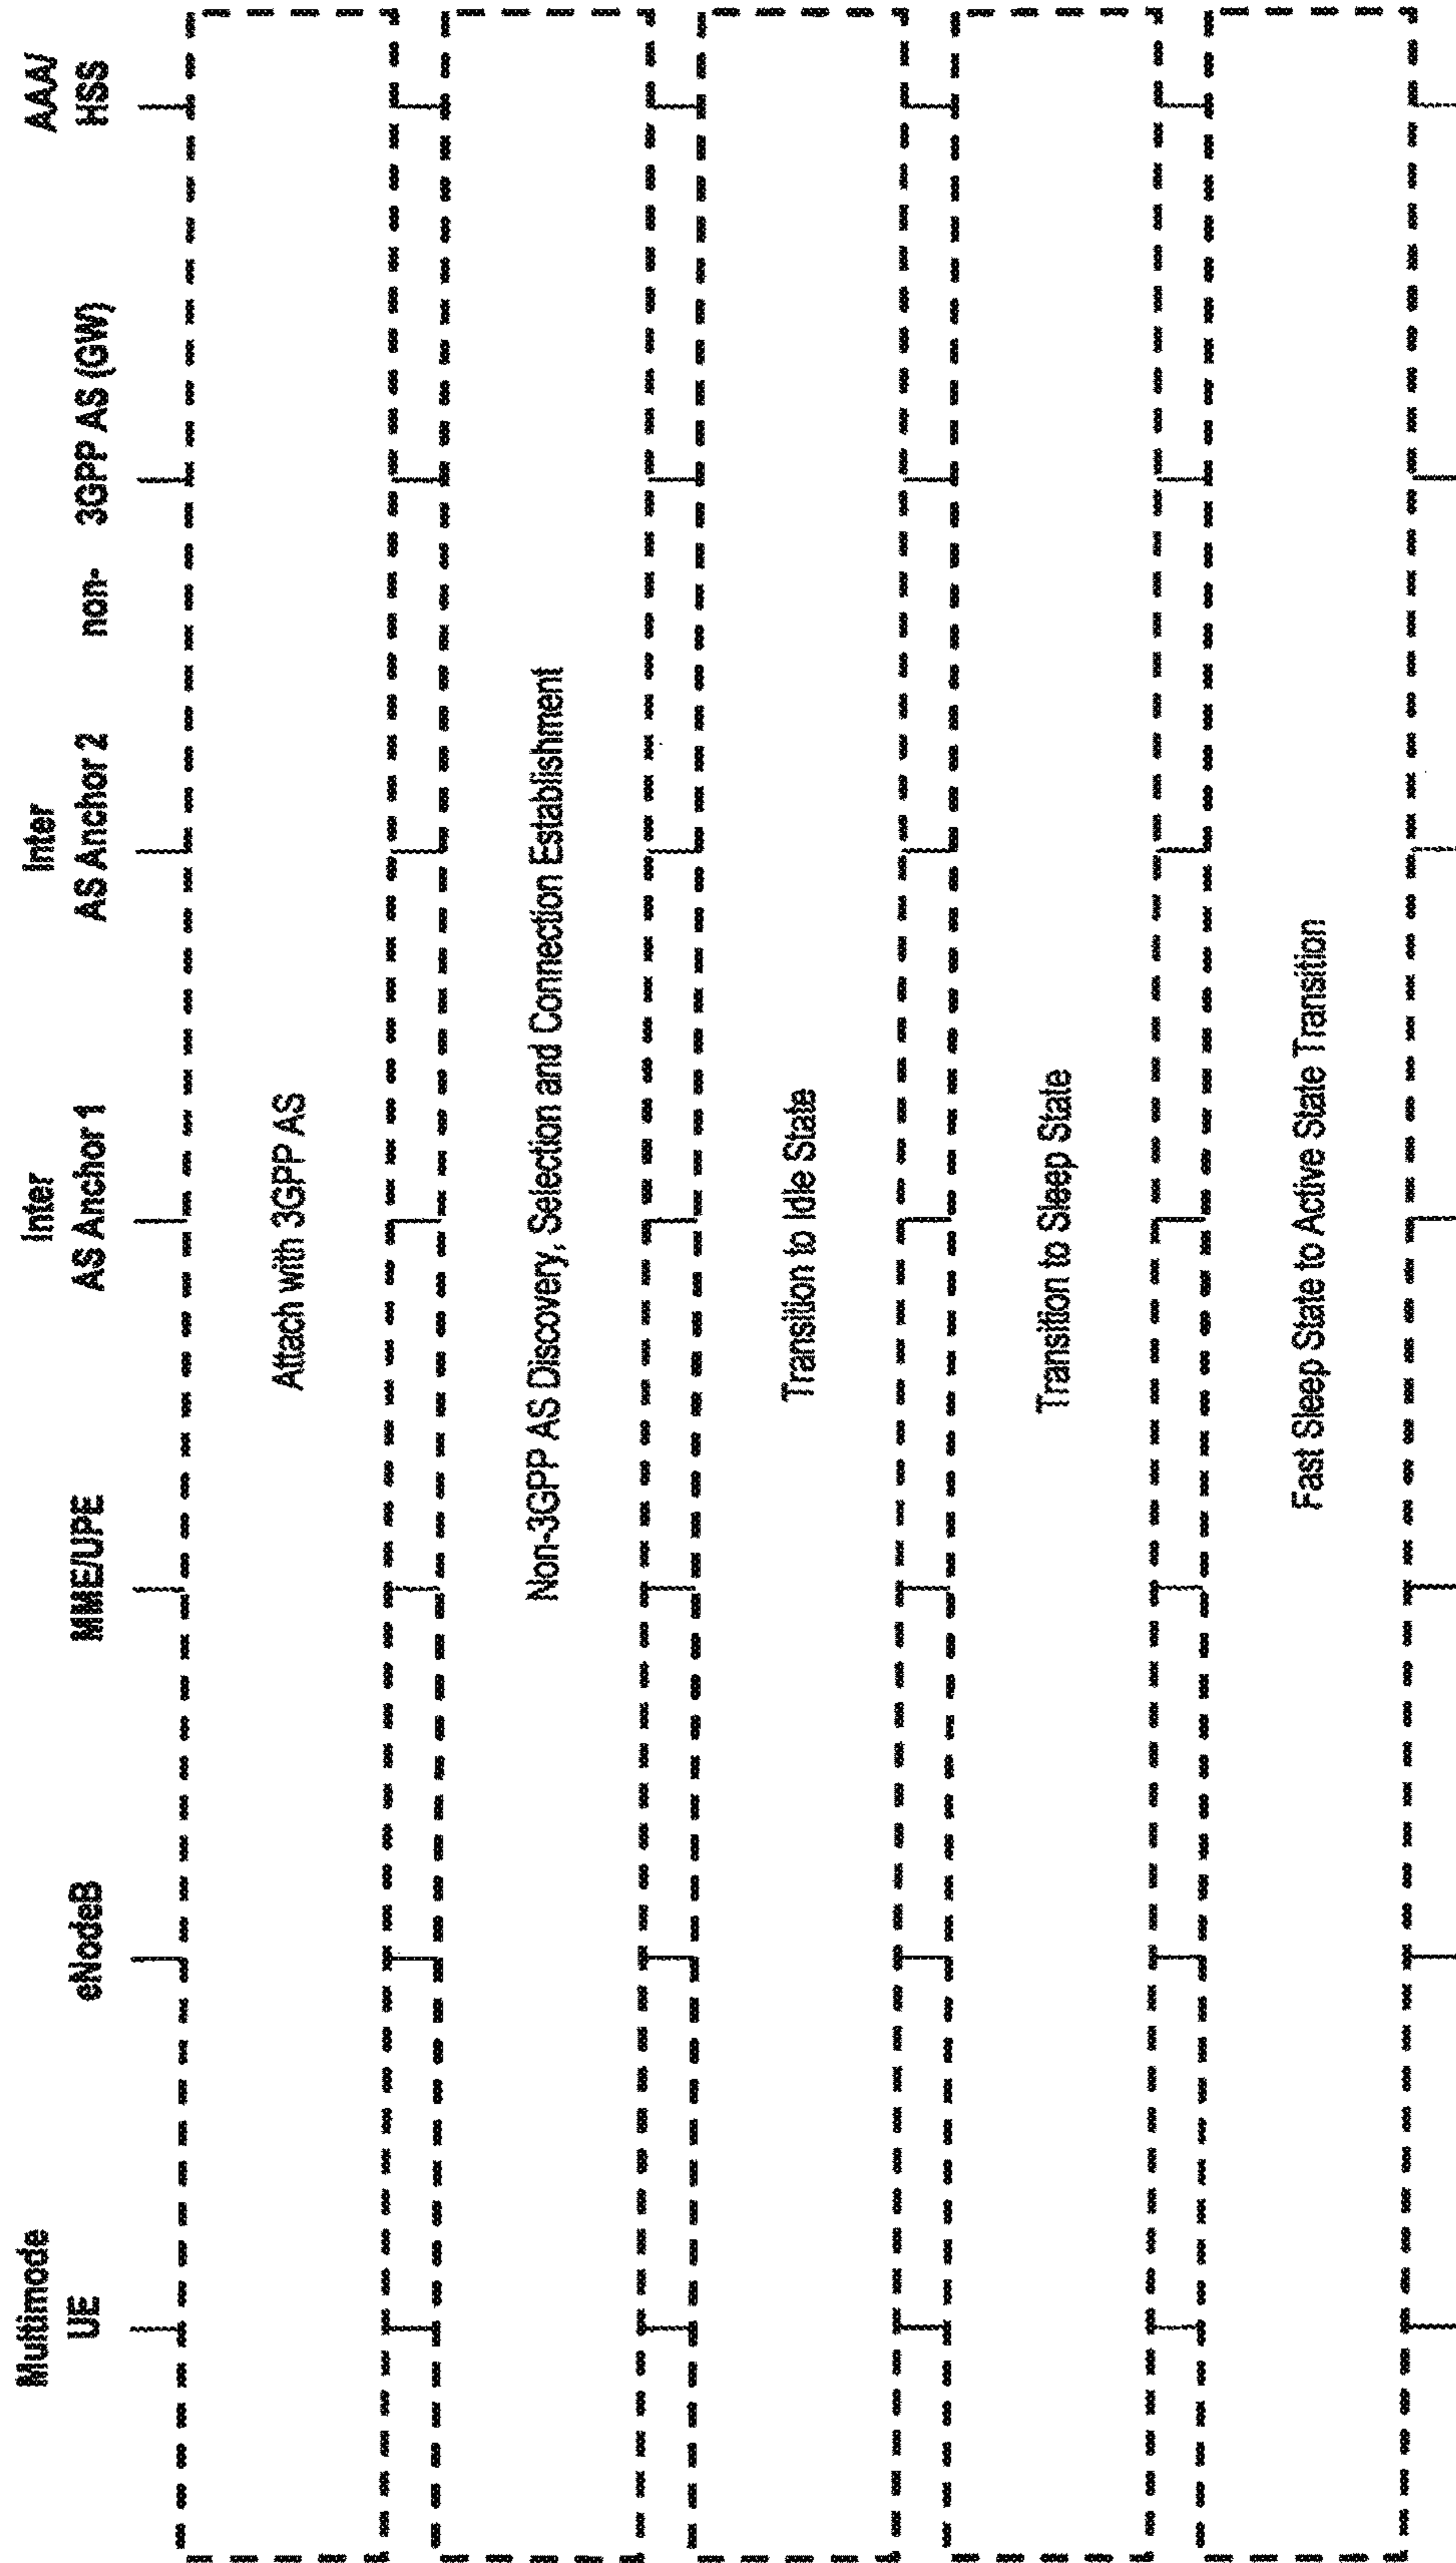 Multimode
UE
eNodeB
MME/UPE
Inter
AS Anchor 1
Inter
AS Anchor 2
non- 3GPP AS (GW)
AAA/
HSS
Attach with 3GPP AS
Non-3GPP AS Discovery, Selection and Connection Establishment
Transition to Idle State
Transition to Sleep State
Fast Sleep State to Active State Transition